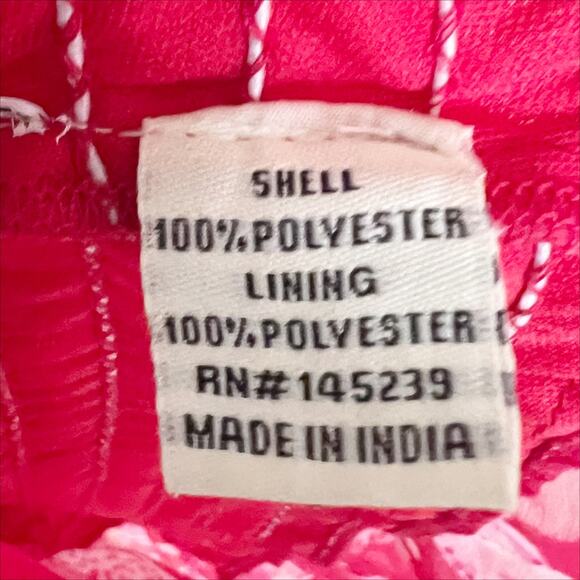 SHELL
100%POLYESTER
LINING
100%POLYESTER
RN#145239
MADE IN INDIA